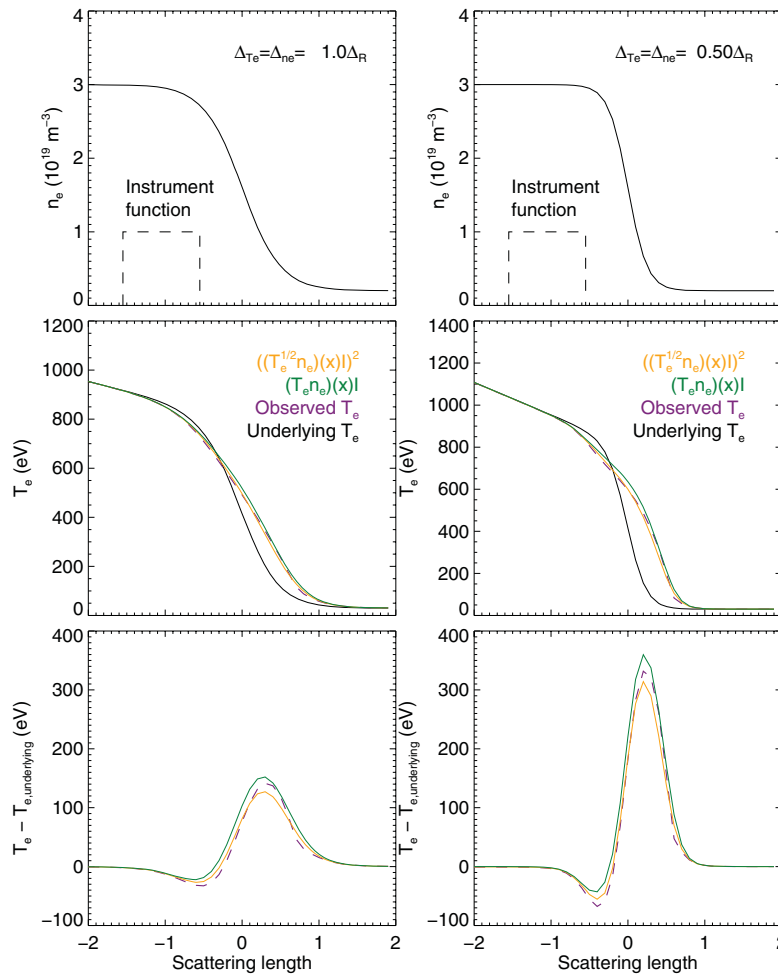 Δ_Te=Δ_ne= 1.0Δ_R
4
3
2
1
0
n_e (10^19 m^-3)
Instrument
function
Δ_Te=Δ_ne= 0.50Δ_R
4
3
2
1
0
n_e (10^19 m^-3)
Instrument
function
1200
1000
800
600
400
200
0
T_e (eV)
((T_e^1/2 n_e)(x)I)^2
(T_e n_e)(x)I
Observed T_e
Underlying T_e
1400
1200
1000
800
600
400
200
0
T_e (eV)
((T_e^1/2 n_e)(x)I)^2
(T_e n_e)(x)I
Observed T_e
Underlying T_e
400
300
200
100
0
−100
T_e − T_e,underlying (eV)
−2 −1 0 1 2
Scattering length
400
300
200
100
0
−100
T_e − T_e,underlying (eV)
−2 −1 0 1 2
Scattering length